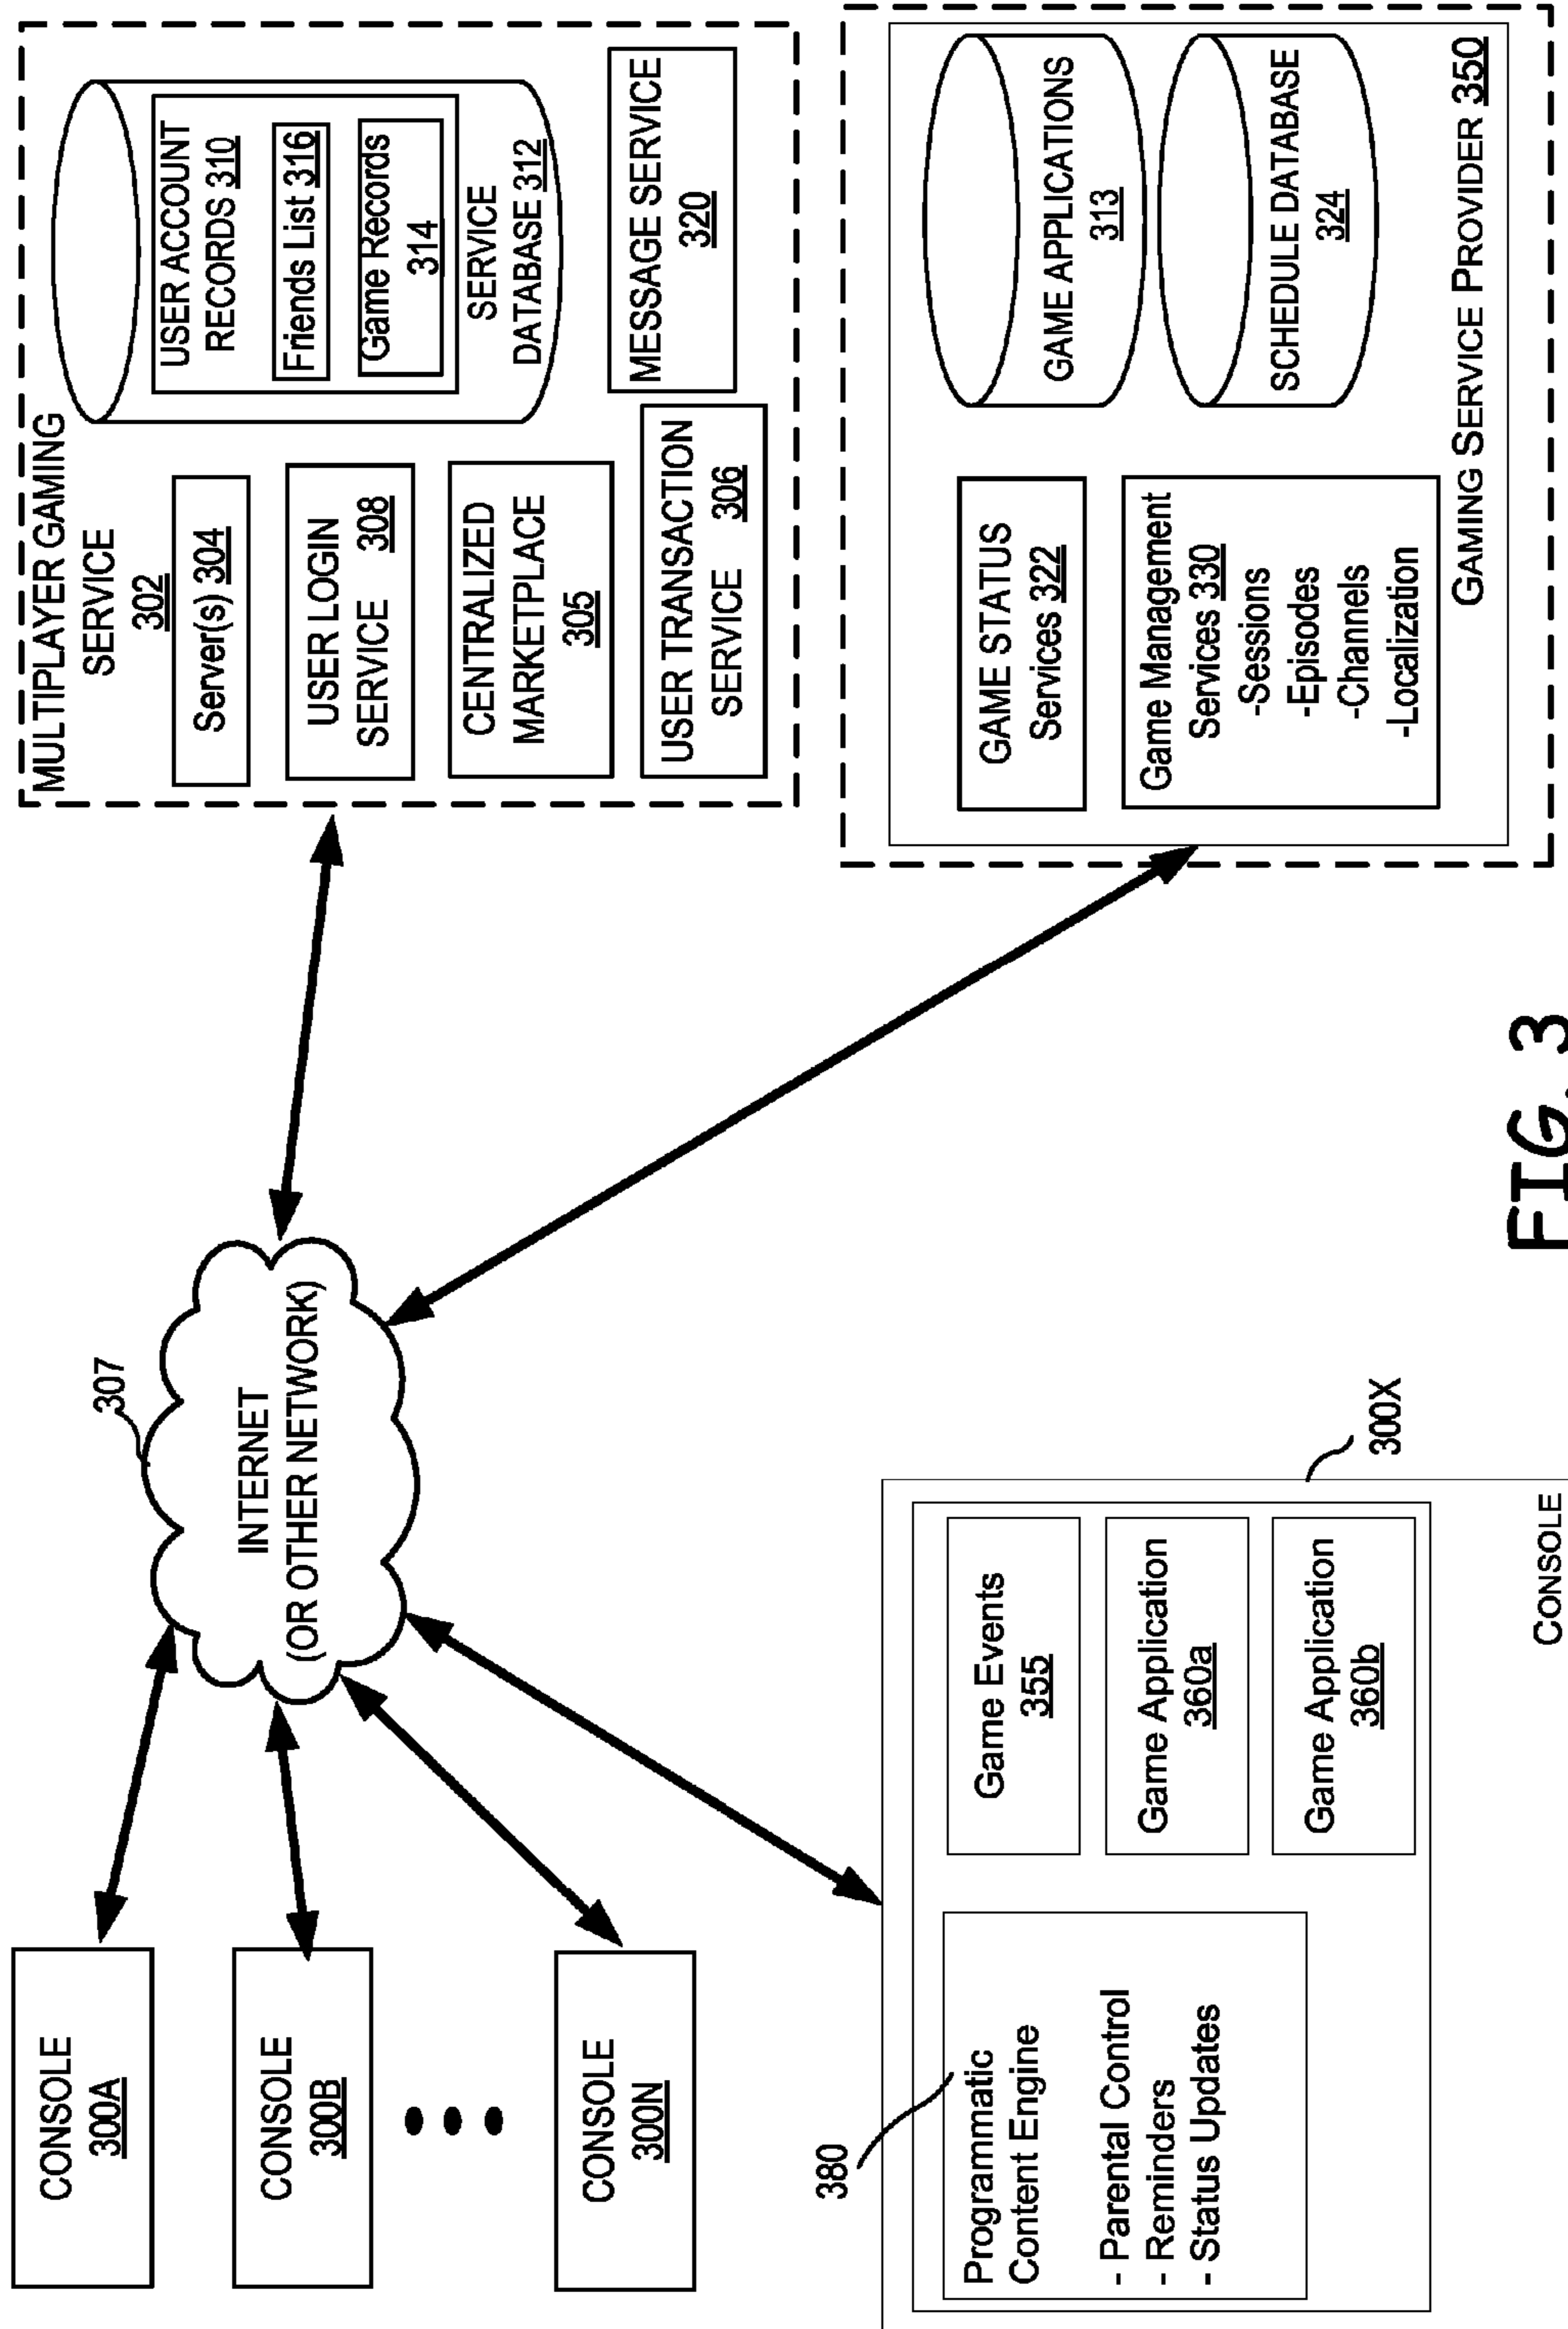 CONSOLE
300A
CONSOLE
300B
CONSOLE
300N
307
INTERNET
(OR OTHER NETWORK)
MULTIPLAYER GAMING
SERVICE
302
Server(s) 304
USER LOGIN
SERVICE 308
CENTRALIZED
MARKETPLACE
305
USER TRANSACTION
SERVICE 306
USER ACCOUNT
RECORDS 310
Friends List 316
Game Records
314
SERVICE
DATABASE 312
MESSAGE SERVICE
320
380
Programmatic
Content Engine
- Parental Control
- Reminders
- Status Updates
Game Events
355
Game Application
360a
Game Application
360b
300X
CONSOLE
GAME STATUS
Services 322
Game Management
Services 330
-Sessions
-Episodes
-Channels
-Localization
GAME APPLICATIONS
313
SCHEDULE DATABASE
324
GAMING SERVICE PROVIDER 350
FIG. 3